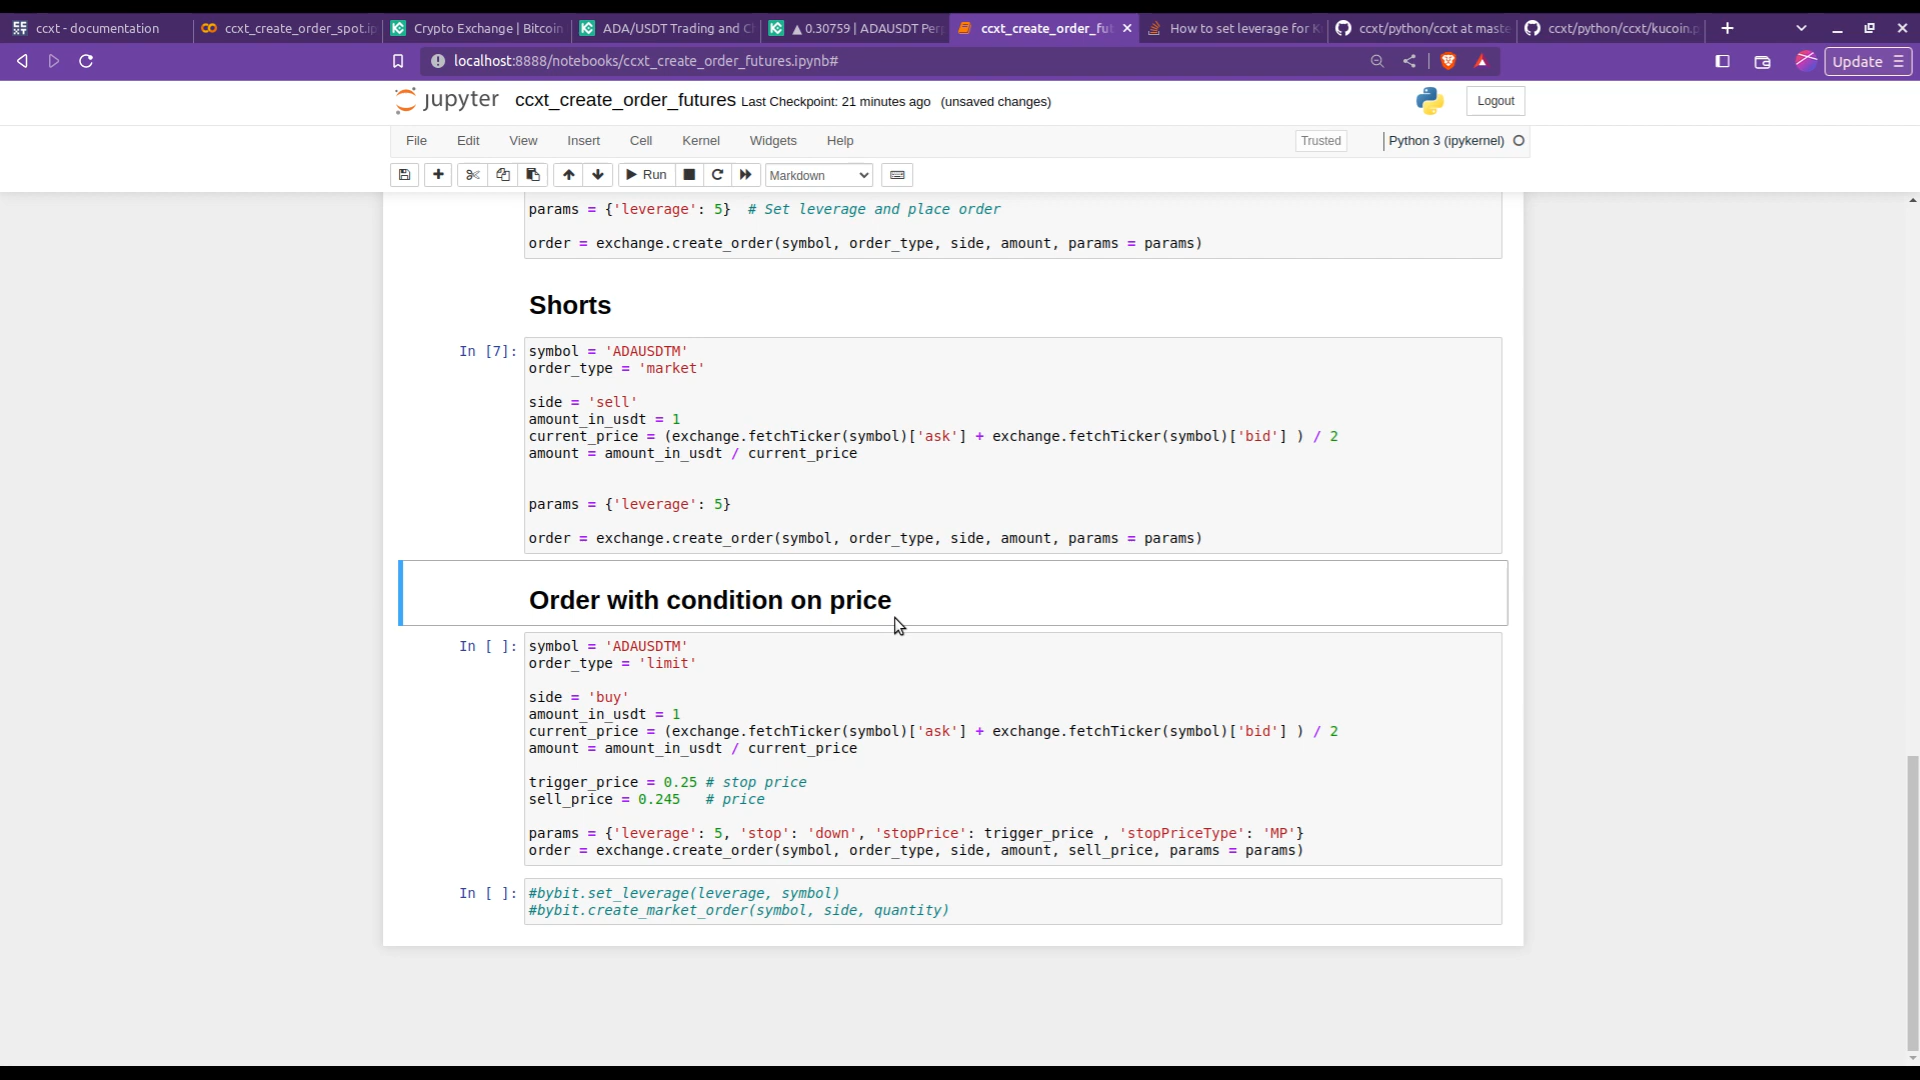 ccxt - documentation
ccxt_create_order_spot.ip
Crypto Exchange | Bitcoin
ADA/USDT Trading and C
▲ 0.30759 | ADAUSDT Per
ccxt_create_order_fut
How to set leverage for K
ccxt/python/ccxt at maste
ccxt/python/ccxt/kucoin.p
localhost:8888/notebooks/ccxt_create_order_futures.ipynb#
Update
jupyter ccxt_create_order_futures Last Checkpoint: 21 minutes ago (unsaved changes)
Logout
File Edit View Insert Cell Kernel Widgets Help
Trusted
Python 3 (ipykernel)
Run
Markdown
params = {'leverage': 5}  # Set leverage and place order
order = exchange.create_order(symbol, order_type, side, amount, params = params)
Shorts
In [7]: symbol = 'ADAUSDTM'
order_type = 'market'
side = 'sell'
amount_in_usdt = 1
current_price = (exchange.fetchTicker(symbol)['ask'] + exchange.fetchTicker(symbol)['bid'] ) / 2
amount = amount_in_usdt / current_price
params = {'leverage': 5}
order = exchange.create_order(symbol, order_type, side, amount, params = params)
Order with condition on price
In [ ]: symbol = 'ADAUSDTM'
order_type = 'limit'
side = 'buy'
amount_in_usdt = 1
current_price = (exchange.fetchTicker(symbol)['ask'] + exchange.fetchTicker(symbol)['bid'] ) / 2
amount = amount_in_usdt / current_price
trigger_price = 0.25 # stop price
sell_price = 0.245   # price
params = {'leverage': 5, 'stop': 'down', 'stopPrice': trigger_price , 'stopPriceType': 'MP'}
order = exchange.create_order(symbol, order_type, side, amount, sell_price, params = params)
In [ ]: #bybit.set_leverage(leverage, symbol)
#bybit.create_market_order(symbol, side, quantity)